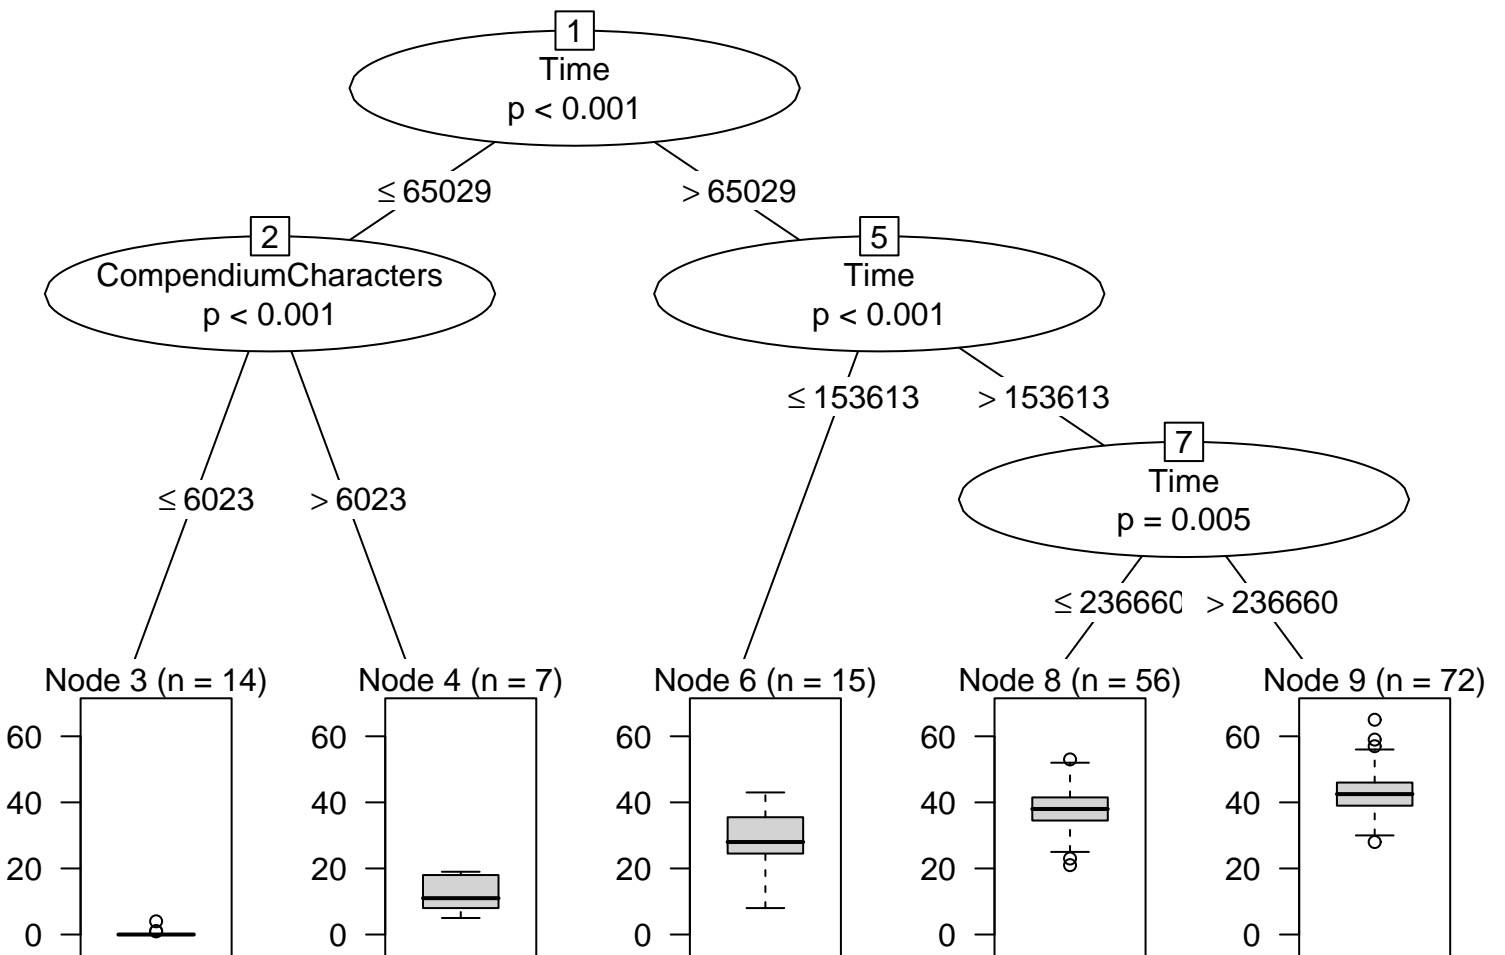 1
Time
p < 0.001
≤ 65029
> 65029
2
CompendiumCharacters
p < 0.001
5
Time
p < 0.001
≤ 153613
> 153613
7
Time
p = 0.005
≤ 6023
> 6023
≤ 236660
> 236660
Node 3 (n = 14)
Node 4 (n = 7)
Node 6 (n = 15)
Node 8 (n = 56)
Node 9 (n = 72)
60
40
20
0
60
40
20
0
60
40
20
0
60
40
20
0
60
40
20
0